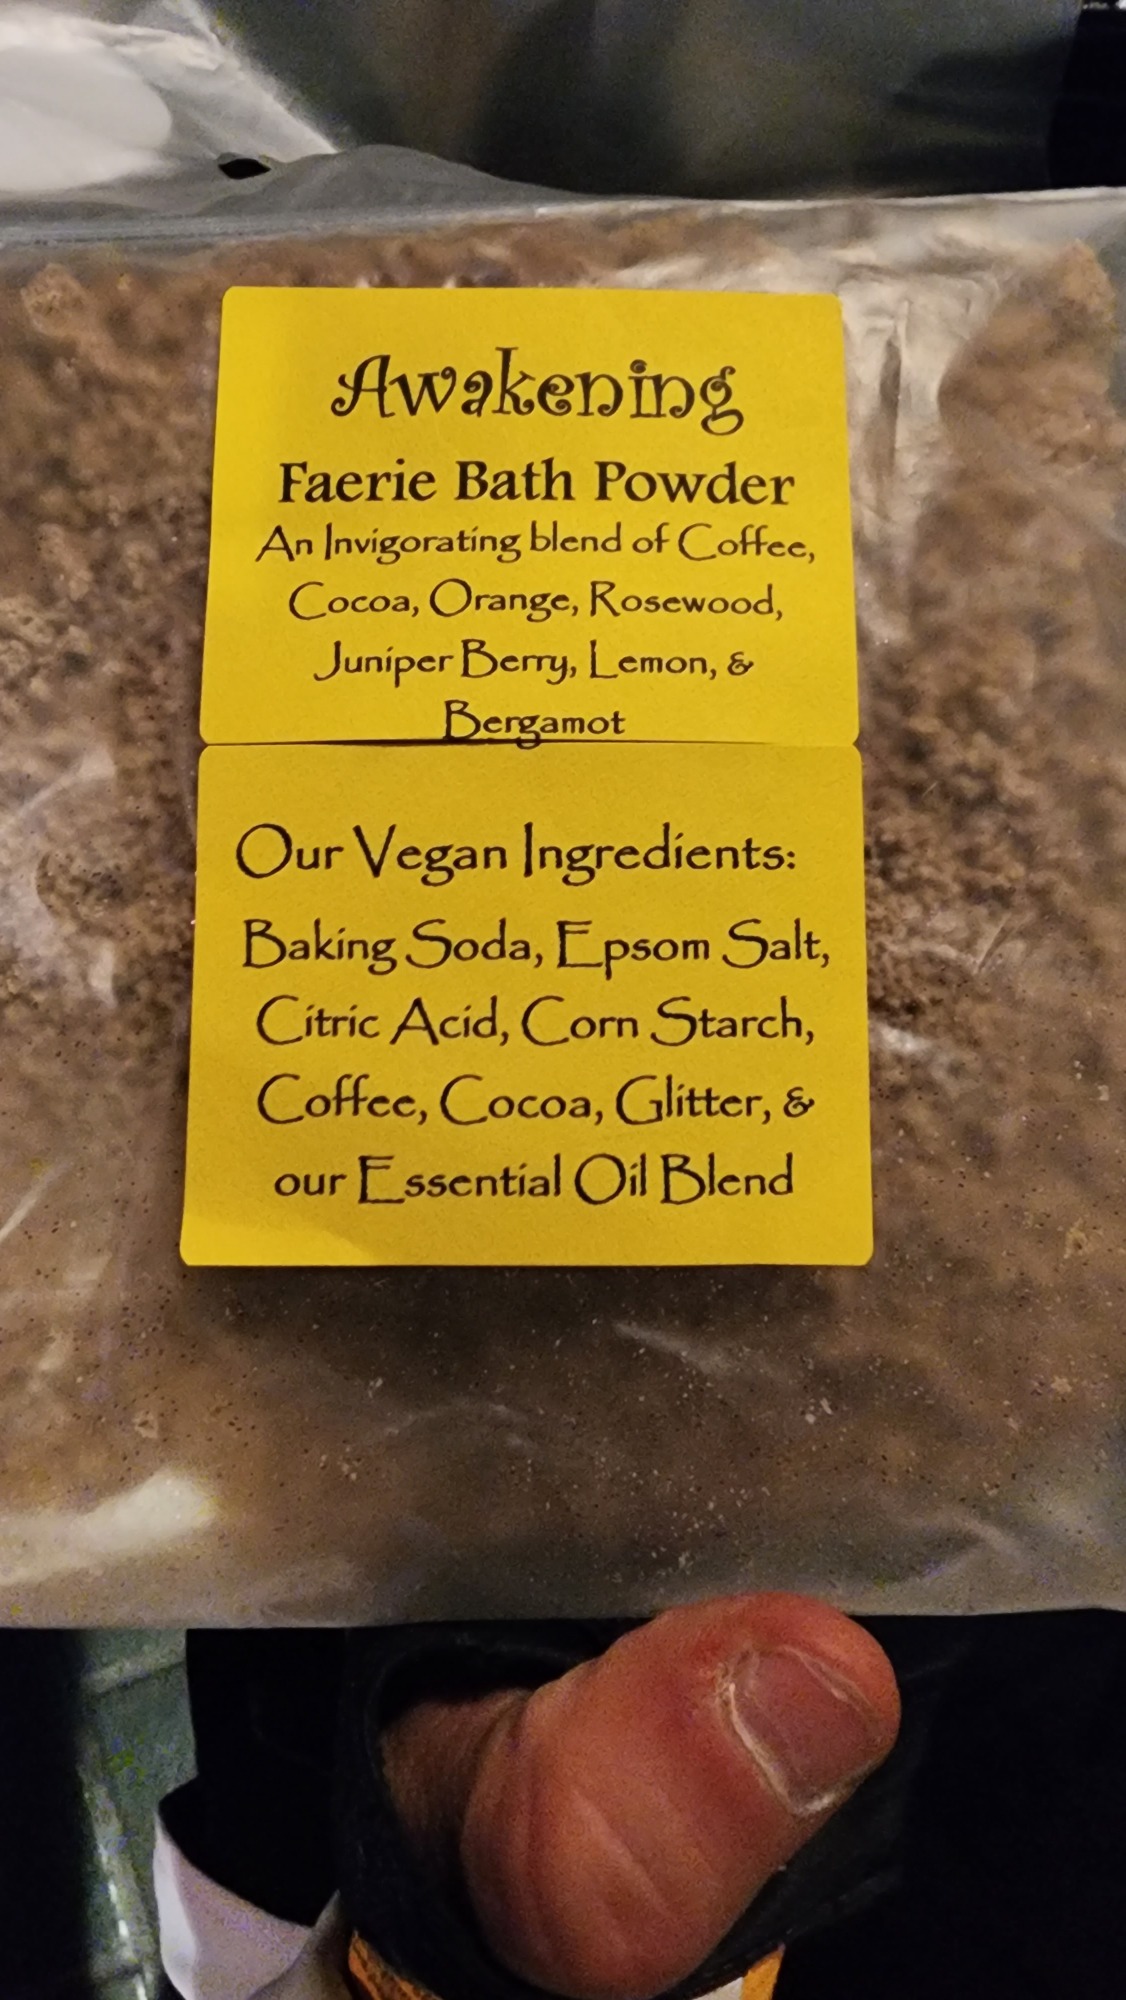 Awakening
Faerie Bath Powder
An Invigorating blend of Coffee,
Cocoa, Orange, Rosewood,
Juniper Berry, Lemon, &
Bergamot
Our Vegan Ingredients:
Baking Soda, Epsom Salt,
Citric Acid, Corn Starch,
Coffee, Cocoa, Glitter, &
our Essential Oil Blend